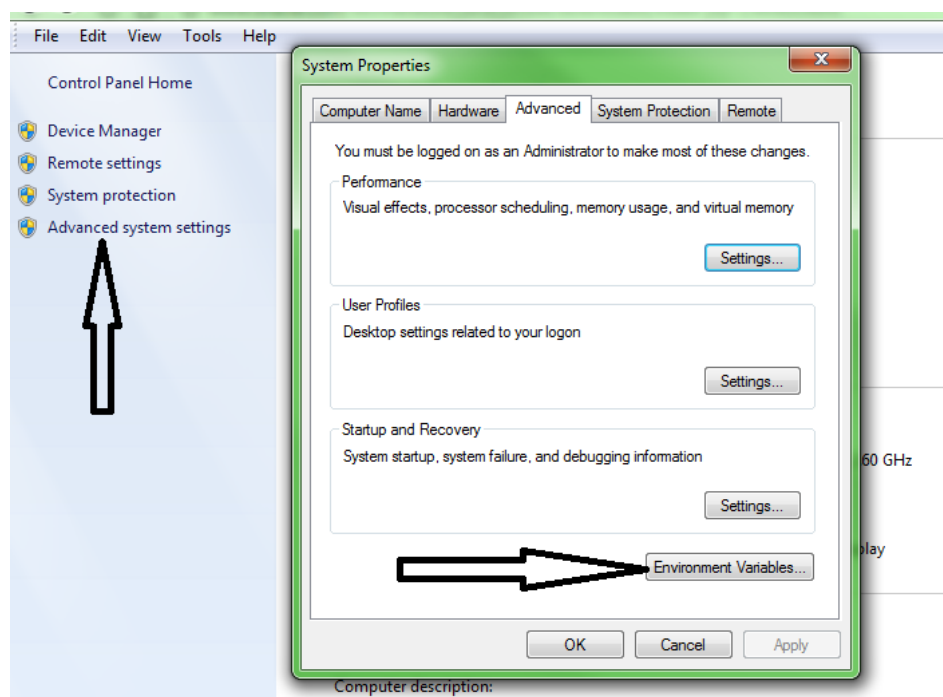 File Edit View Tools Help
Control Panel Home
Device Manager
Remote settings
System protection
Advanced system settings
System Properties
Computer Name Hardware Advanced System Protection Remote
You must be logged on as an Administrator to make most of these changes.
Performance
Visual effects, processor scheduling, memory usage, and virtual memory
Settings...
User Profiles
Desktop settings related to your logon
Settings...
Startup and Recovery
System startup, system failure, and debugging information
Settings...
Environment Variables...
OK Cancel Apply
60 GHz
play
Computer description: